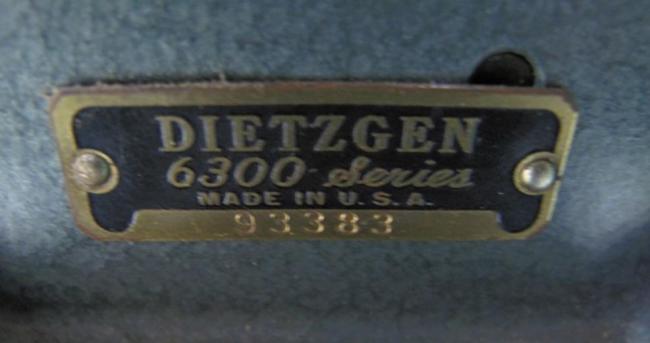 DIETZGEN
6300 Series
MADE IN U.S.A.
93383